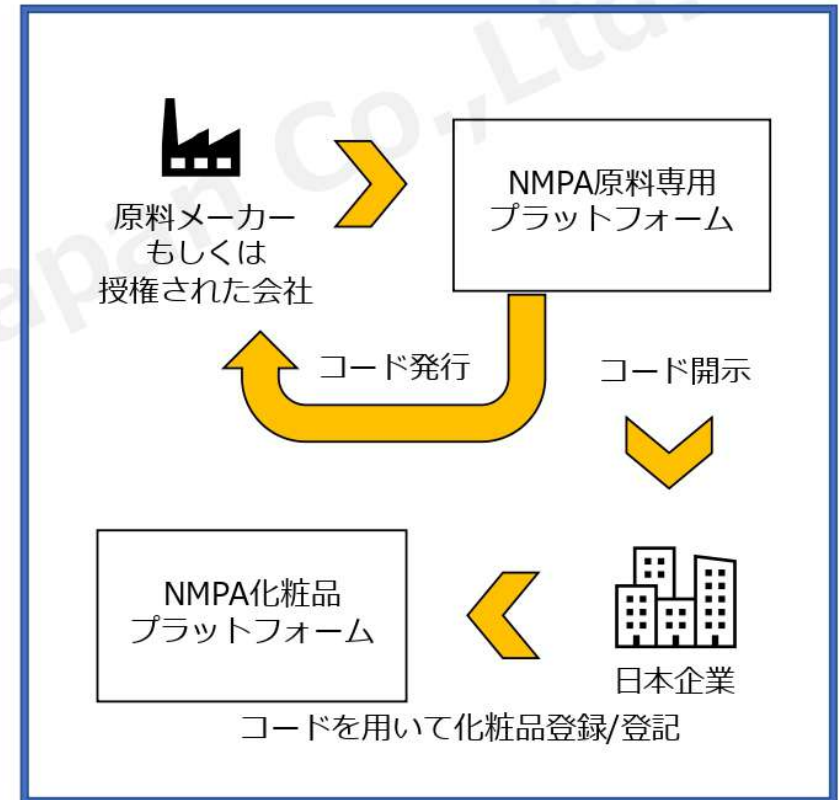 apan Co.,Ltd.
原料メーカー
もしくは
授権された会社
NMPA原料専用
プラットフォーム
コード発行
コード開示
NMPA化粧品
プラットフォーム
日本企業
コードを用いて化粧品登録/登記